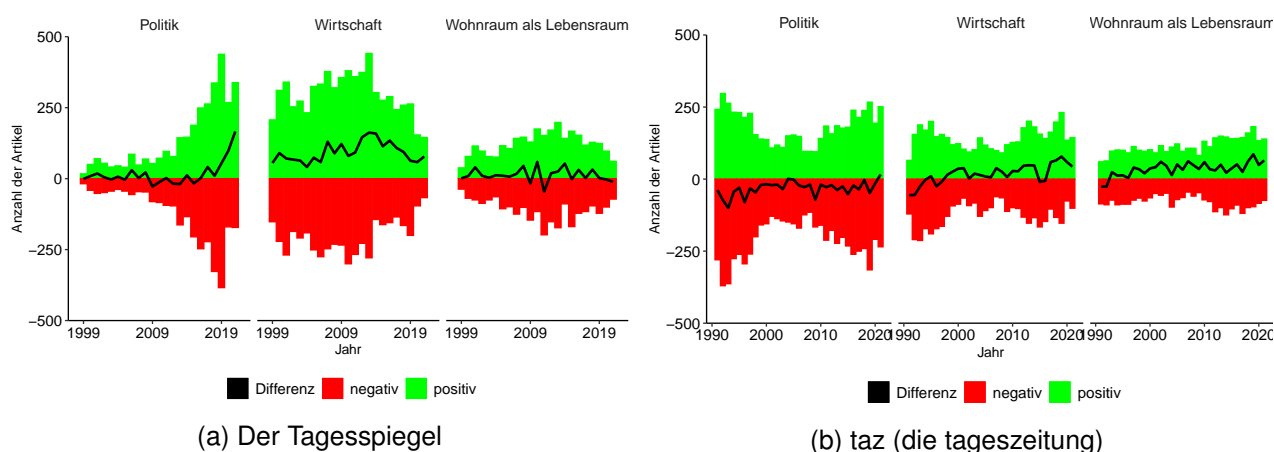 Politik Wirtschaft Wohnraum als Lebensraum
500
250
0
−250
−500
Anzahl der Artikel
1999 2009 2019 1999 2009 2019 1999 2009 2019
Jahr
Differenz negativ positiv
(a) Der Tagesspiegel
Politik Wirtschaft Wohnraum als Lebensraum
500
250
0
−250
−500
Anzahl der Artikel
1990 2000 2010 2020 1990 2000 2010 2020 1990 2000 2010 2020
Jahr
Differenz negativ positiv
(b) taz (die tageszeitung)